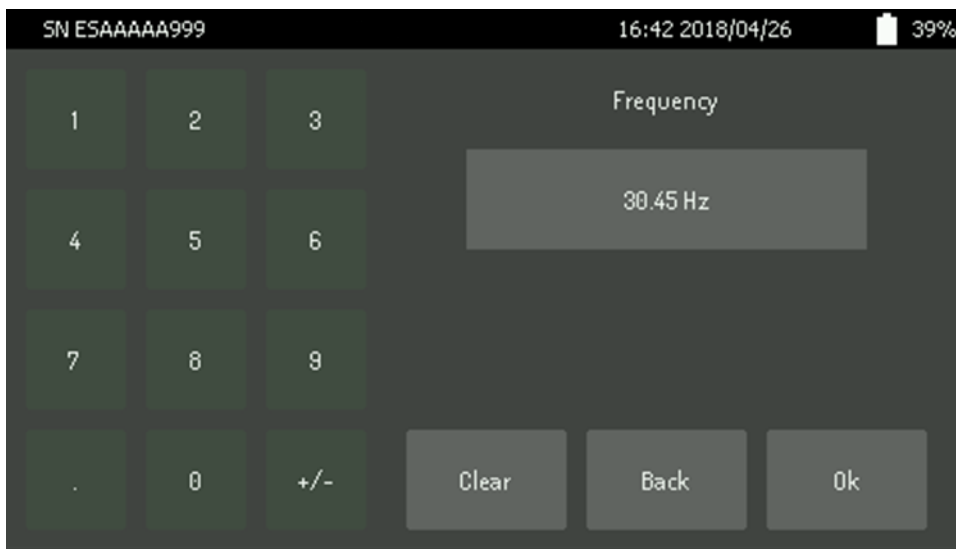 SN ESAAAAA999 16:42 2018/04/26 39%
Frequency
30.45 Hz
1 2 3
4 5 6
7 8 9
. 0 +/- Clear Back Ok